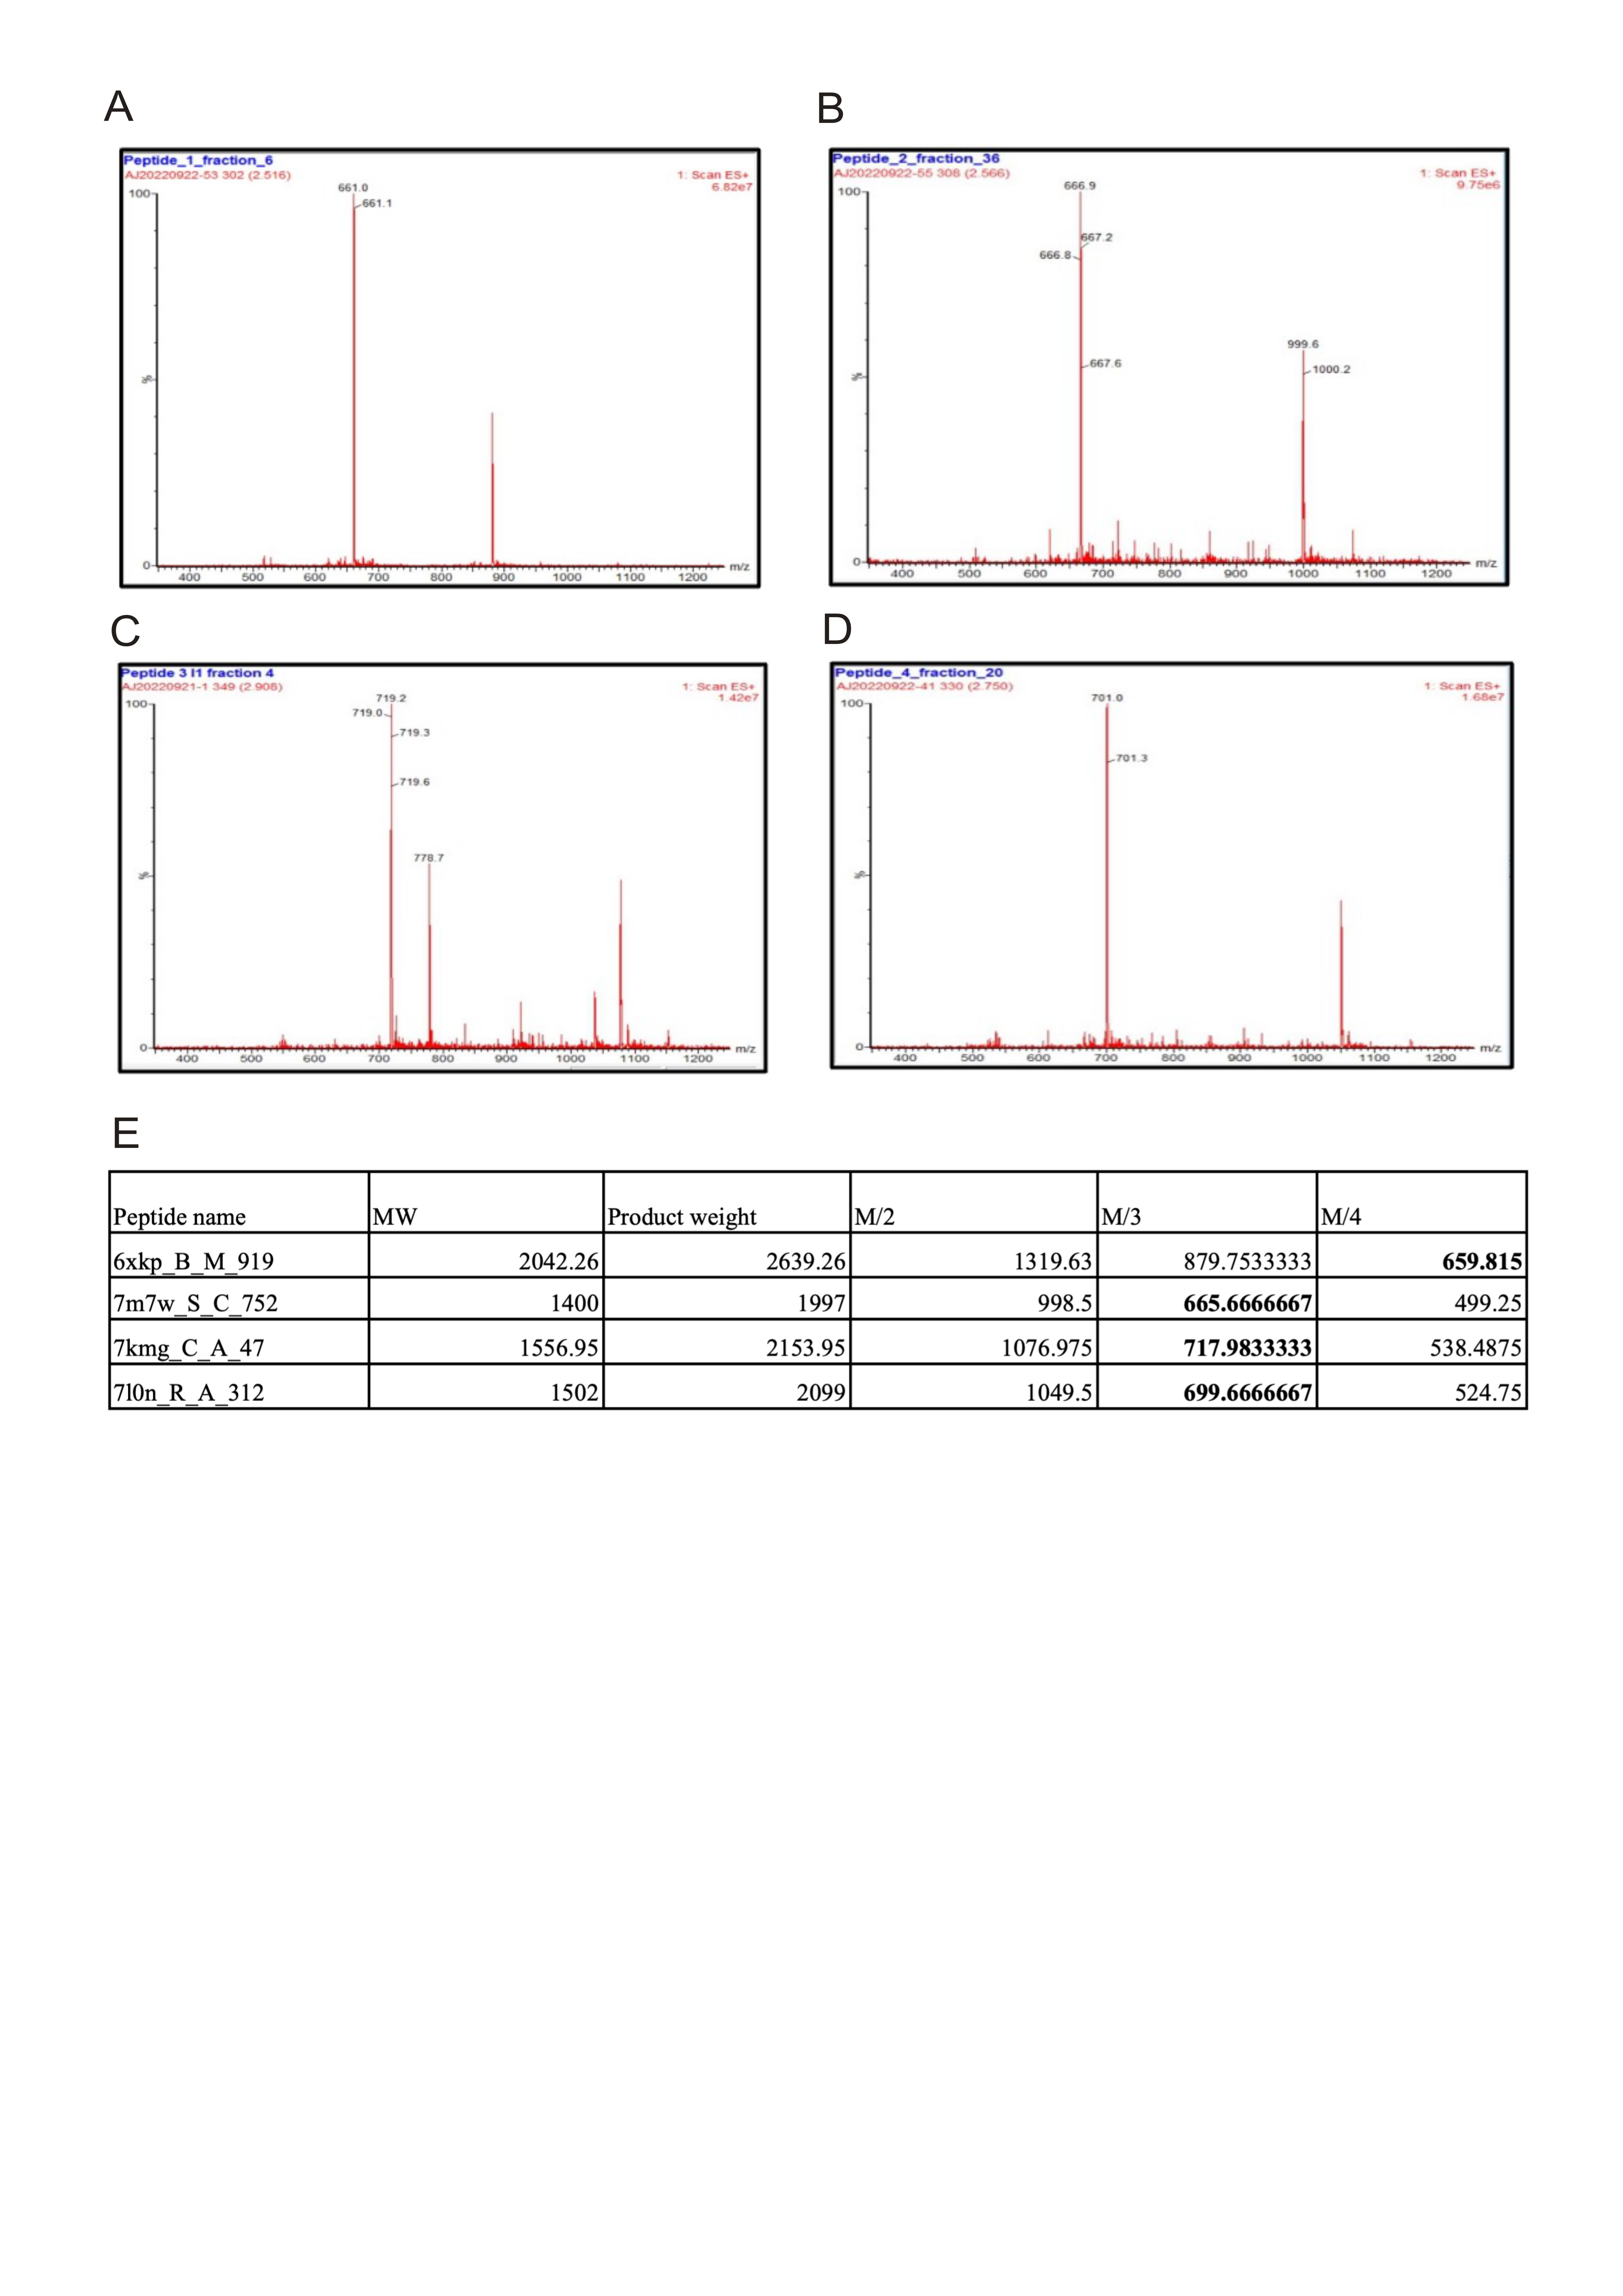 A
Peptide_1_fraction_6
AJ20220922-53 302 (2.516)
1: Scan ES+
6.82e7
661.0
100
661.1
%
0
400 500 600 700 800 900 1000 1100 1200 m/z
B
Peptide_2_fraction_36
AJ20220922-55 308 (2.566)
1: Scan ES+
9.75e6
666.9
100
667.2
666.8
999.6
667.6
1000.2
%
0
400 500 600 700 800 900 1000 1100 1200 m/z
C
Peptide 3 I1 fraction 4
AJ20220921-1 349 (2.908)
1: Scan ES+
1.42e7
719.2
100
719.0
719.3
719.6
778.7
%
0
400 500 600 700 800 900 1000 1100 1200 m/z
D
Peptide_4_fraction_20
AJ20220922-41 330 (2.750)
1: Scan ES+
1.68e7
701.0
100
701.3
%
0
400 500 600 700 800 900 1000 1100 1200 m/z
E
Peptide name MW Product weight M/2 M/3 M/4
6xkp_B_M_919 2042.26 2639.26 1319.63 879.7533333 659.815
7m7w_S_C_752 1400 1997 998.5 665.6666667 499.25
7kmg_C_A_47 1556.95 2153.95 1076.975 717.9833333 538.4875
7l0n_R_A_312 1502 2099 1049.5 699.6666667 524.75